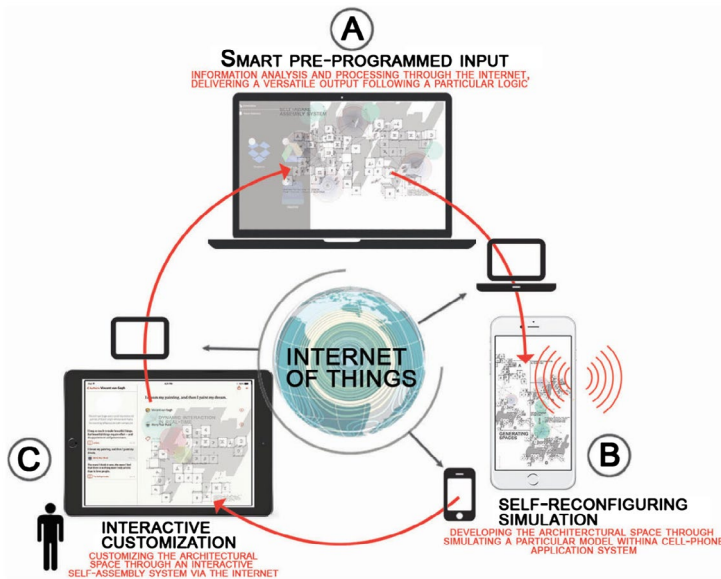 A
SMART PRE-PROGRAMMED INPUT
INFORMATION ANALYSIS AND PROCESSING THROUGH THE INTERNET,
DELIVERING A VERSATILE OUTPUT FOLLOWING A PARTICULAR LOGIC
ASSEMBLY SYSTEM
INTERNET
OF THINGS
GENERATING
SPACES
B
SELF-RECONFIGURING
SIMULATION
DEVELOPING THE ARCHITERCTURAL SPACE THROUGH
SIMULATING A PARTICULAR MODEL WITHINA CELL-PHONE
APPLICATION SYSTEM
C
INTERACTIVE
CUSTOMIZATION
CUSTOMIZING THE ARCHITECTURAL
SPACE THROUGH AN INTERACTIVE
SELF-ASSEMBLY SYSTEM VIA THE INTERNET